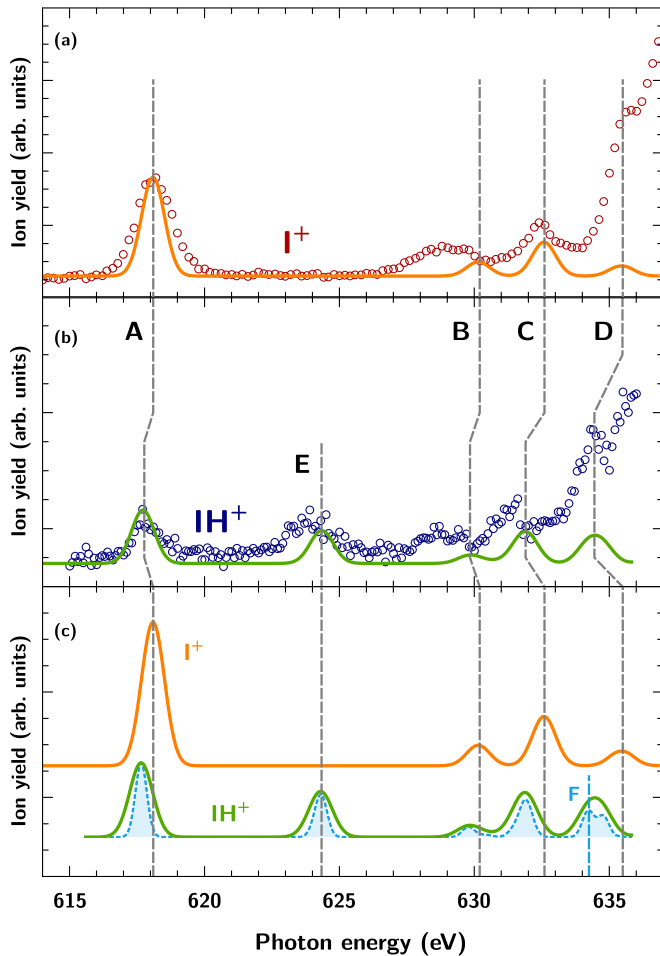 (a)
Ion yield (arb. units)
I+
(b)
A
B
C
D
E
Ion yield (arb. units)
IH+
(c)
I+
Ion yield (arb. units)
IH+
F
615
620
625
630
635
Photon energy (eV)